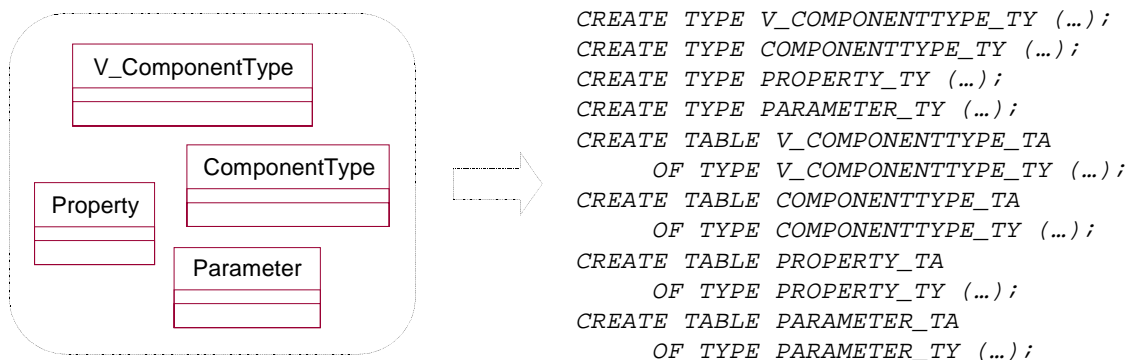 V_ComponentType
ComponentType
Property
Parameter
CREATE TYPE V_COMPONENTTYPE_TY (…);
CREATE TYPE COMPONENTTYPE_TY (…);
CREATE TYPE PROPERTY_TY (…);
CREATE TYPE PARAMETER_TY (…);
CREATE TABLE V_COMPONENTTYPE_TA
OF TYPE V_COMPONENTTYPE_TY (…);
CREATE TABLE COMPONENTTYPE_TA
OF TYPE COMPONENTTYPE_TY (…);
CREATE TABLE PROPERTY_TA
OF TYPE PROPERTY_TY (…);
CREATE TABLE PARAMETER_TA
OF TYPE PARAMETER_TY (…);